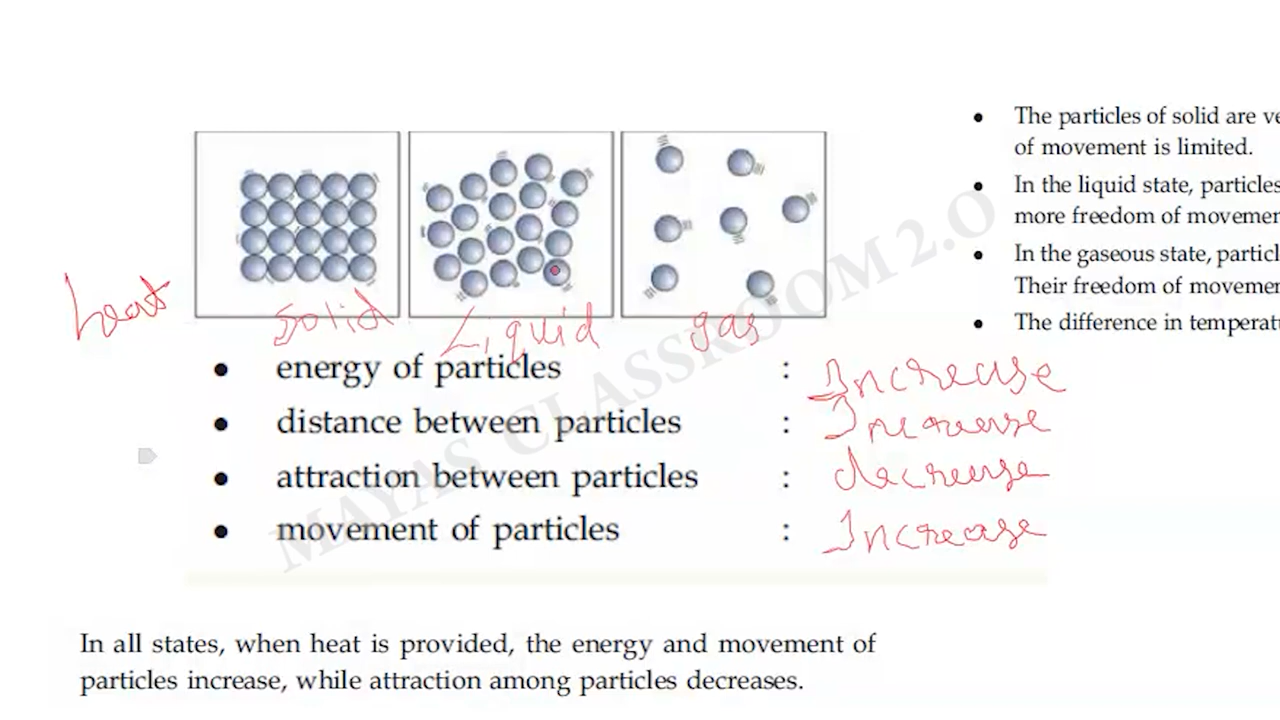 heat
solid
Liquid
gas
• energy of particles : Increase
• distance between particles : Increase
• attraction between particles : decrease
• movement of particles : Increase
In all states, when heat is provided, the energy and movement of
particles increase, while attraction among particles decreases.
• The particles of solid are ve
of movement is limited.
• In the liquid state, particles
more freedom of movemen
• In the gaseous state, particl
Their freedom of movemen
• The difference in temperatu
MAYAS CLASSROOM 2.O